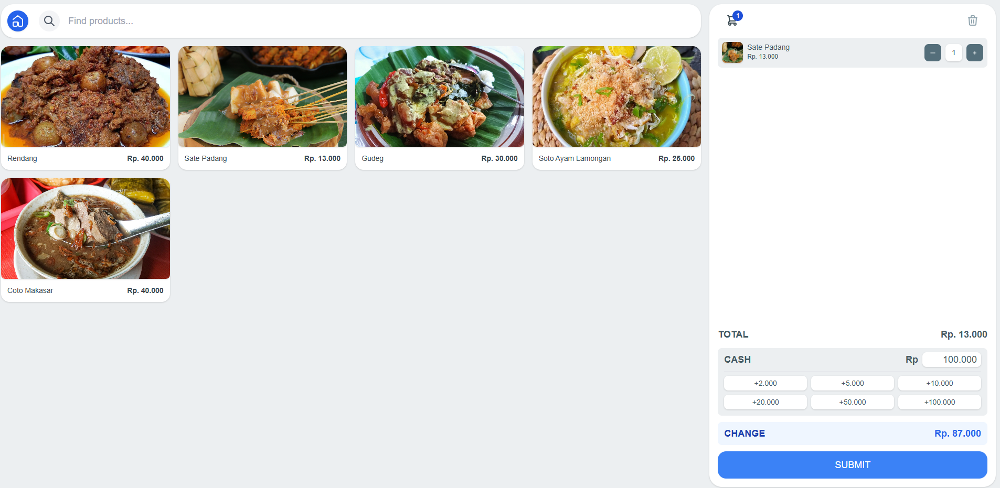 Find products...
Rendang Rp. 40.000
Sate Padang Rp. 13.000
Gudeg Rp. 30.000
Soto Ayam Lamongan Rp. 25.000
Coto Makasar Rp. 40.000
1
Sate Padang
Rp. 13.000
− 1 +
TOTAL Rp. 13.000
CASH Rp 100.000
+2.000 +5.000 +10.000
+20.000 +50.000 +100.000
CHANGE Rp. 87.000
SUBMIT